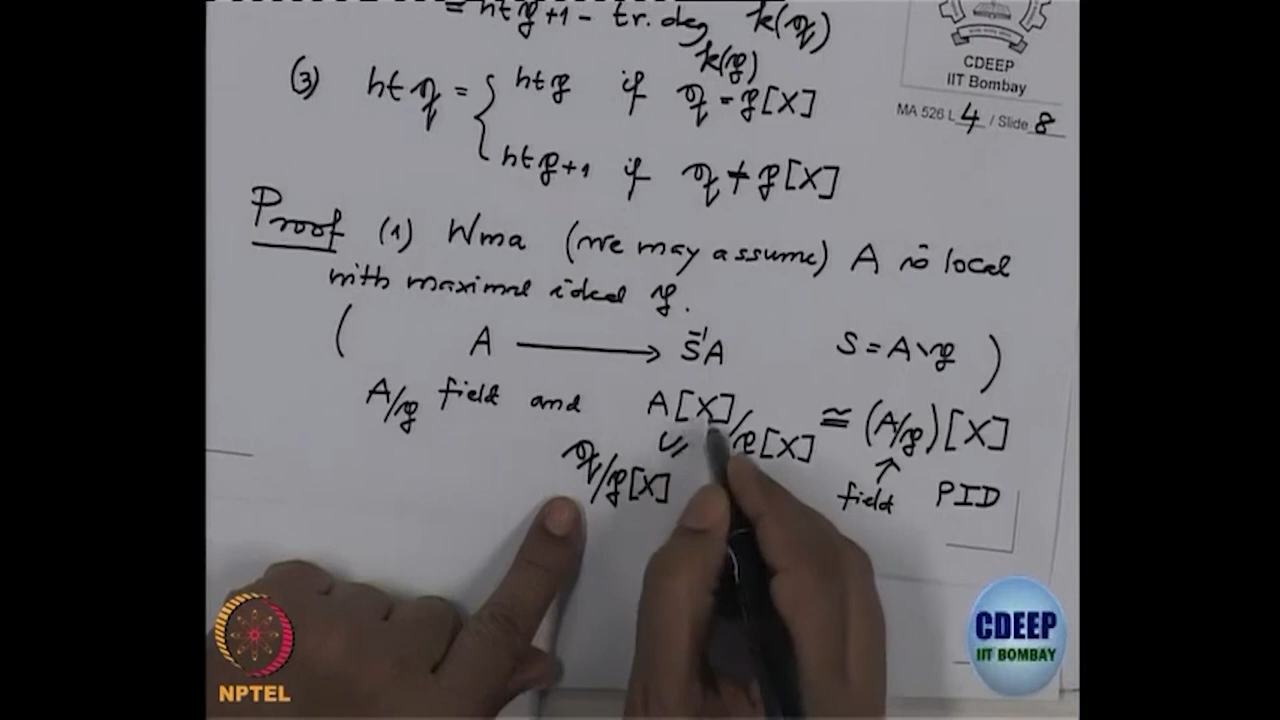 = ht 𝔭+1 - tr. deg k(𝔮)
k(𝔭)
CDEEP
IIT Bombay
MA 526 L 4 / Slide 8
(3) ht 𝔮 = { ht 𝔭 if 𝔮 = 𝔭[X]
ht 𝔭+1 if 𝔮 ≠ 𝔭[X]
Proof (1) Wma (we may assume) A is local
with maximal ideal 𝔭.
( A ⟶ S⁻¹A S = A∖𝔭 )
A/𝔭 field and A[X]/𝔭[X] ≅ (A/𝔭)[X]
𝔮/𝔭[X]
↑
field PID
NPTEL
CDEEP
IIT BOMBAY